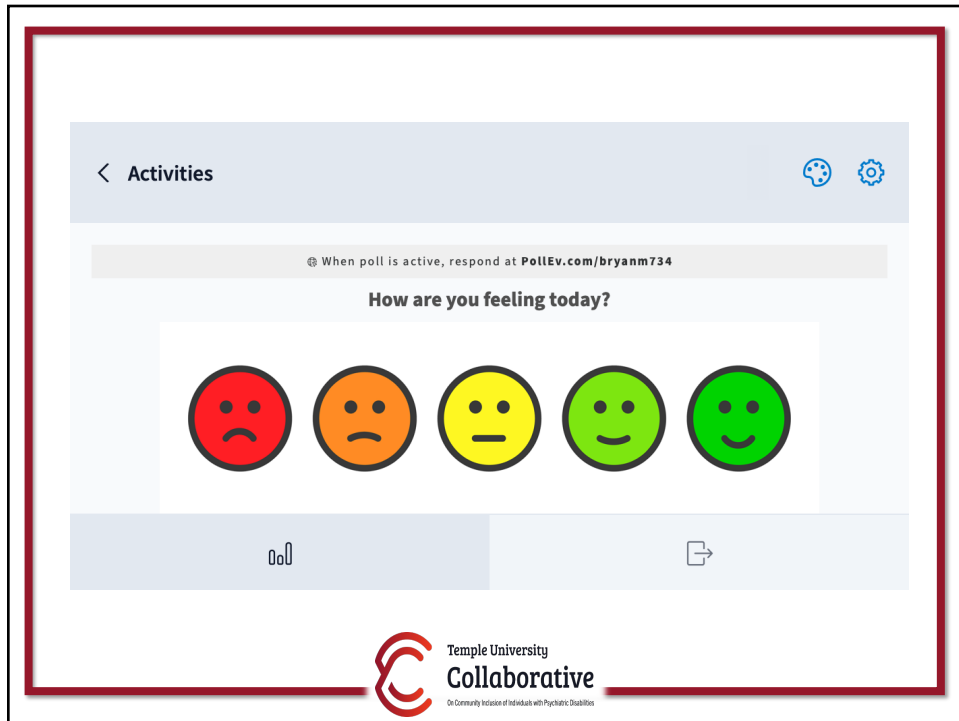 Activities
When poll is active, respond at PollEv.com/bryanm734
How are you feeling today?
Temple University
Collaborative
On Community Inclusion of Individuals with Psychiatric Disabilities